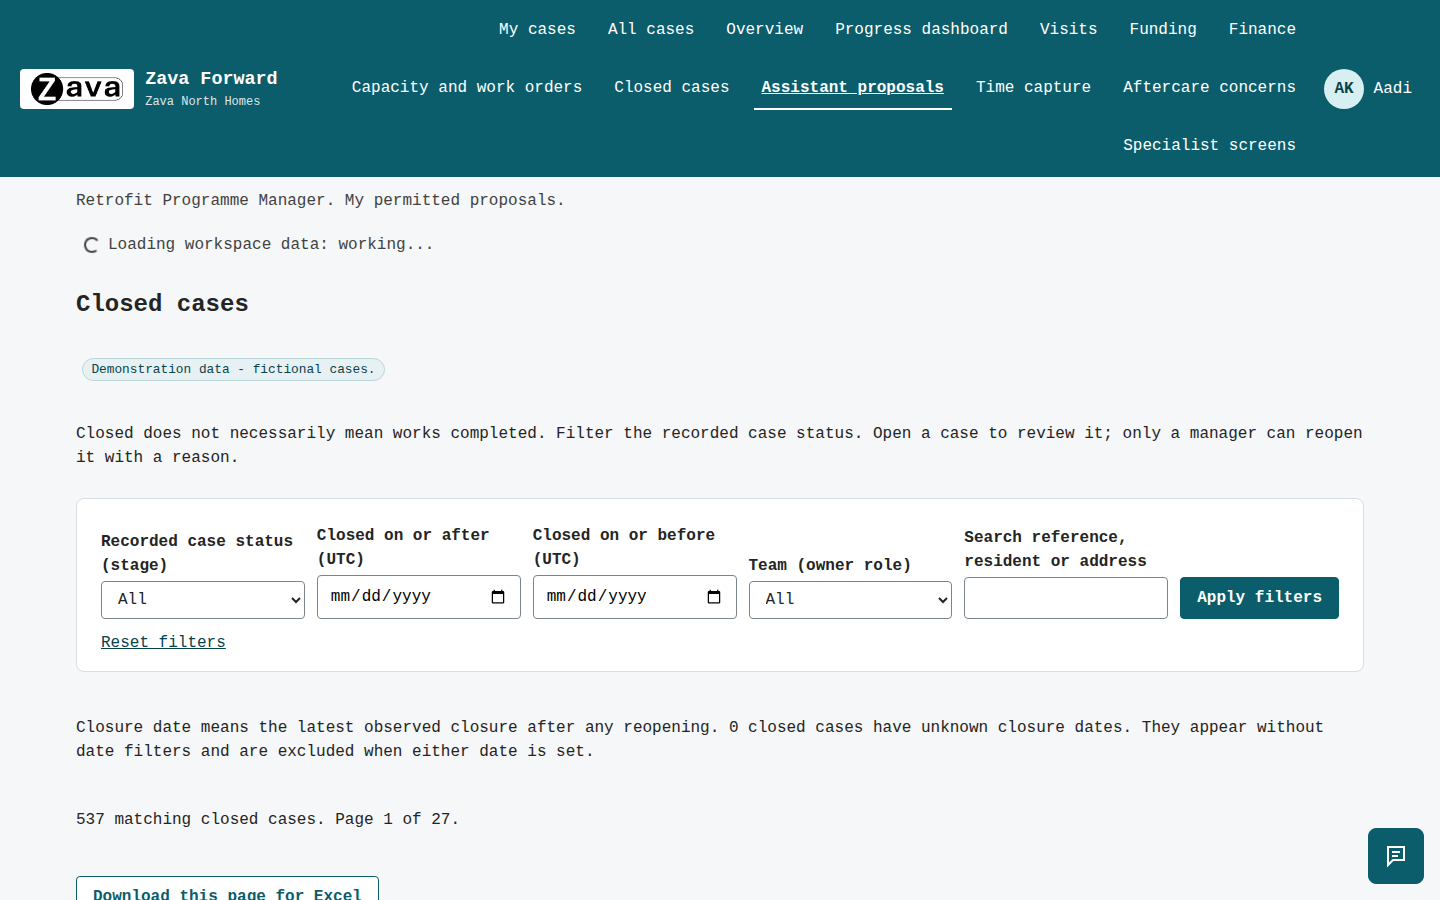 My cases All cases Overview Progress dashboard Visits Funding Finance
Zava
Zava Forward
Zava North Homes
Capacity and work orders Closed cases Assistant proposals Time capture Aftercare concerns
AK Aadi
Specialist screens
Retrofit Programme Manager. My permitted proposals.
Loading workspace data: working...
Closed cases
Demonstration data - fictional cases.
Closed does not necessarily mean works completed. Filter the recorded case status. Open a case to review it; only a manager can reopen
it with a reason.
Recorded case status
(stage)
All
Closed on or after
(UTC)
mm/dd/yyyy
Closed on or before
(UTC)
mm/dd/yyyy
Team (owner role)
All
Search reference,
resident or address
Apply filters
Reset filters
Closure date means the latest observed closure after any reopening. 0 closed cases have unknown closure dates. They appear without
date filters and are excluded when either date is set.
537 matching closed cases. Page 1 of 27.
Download this page for Excel